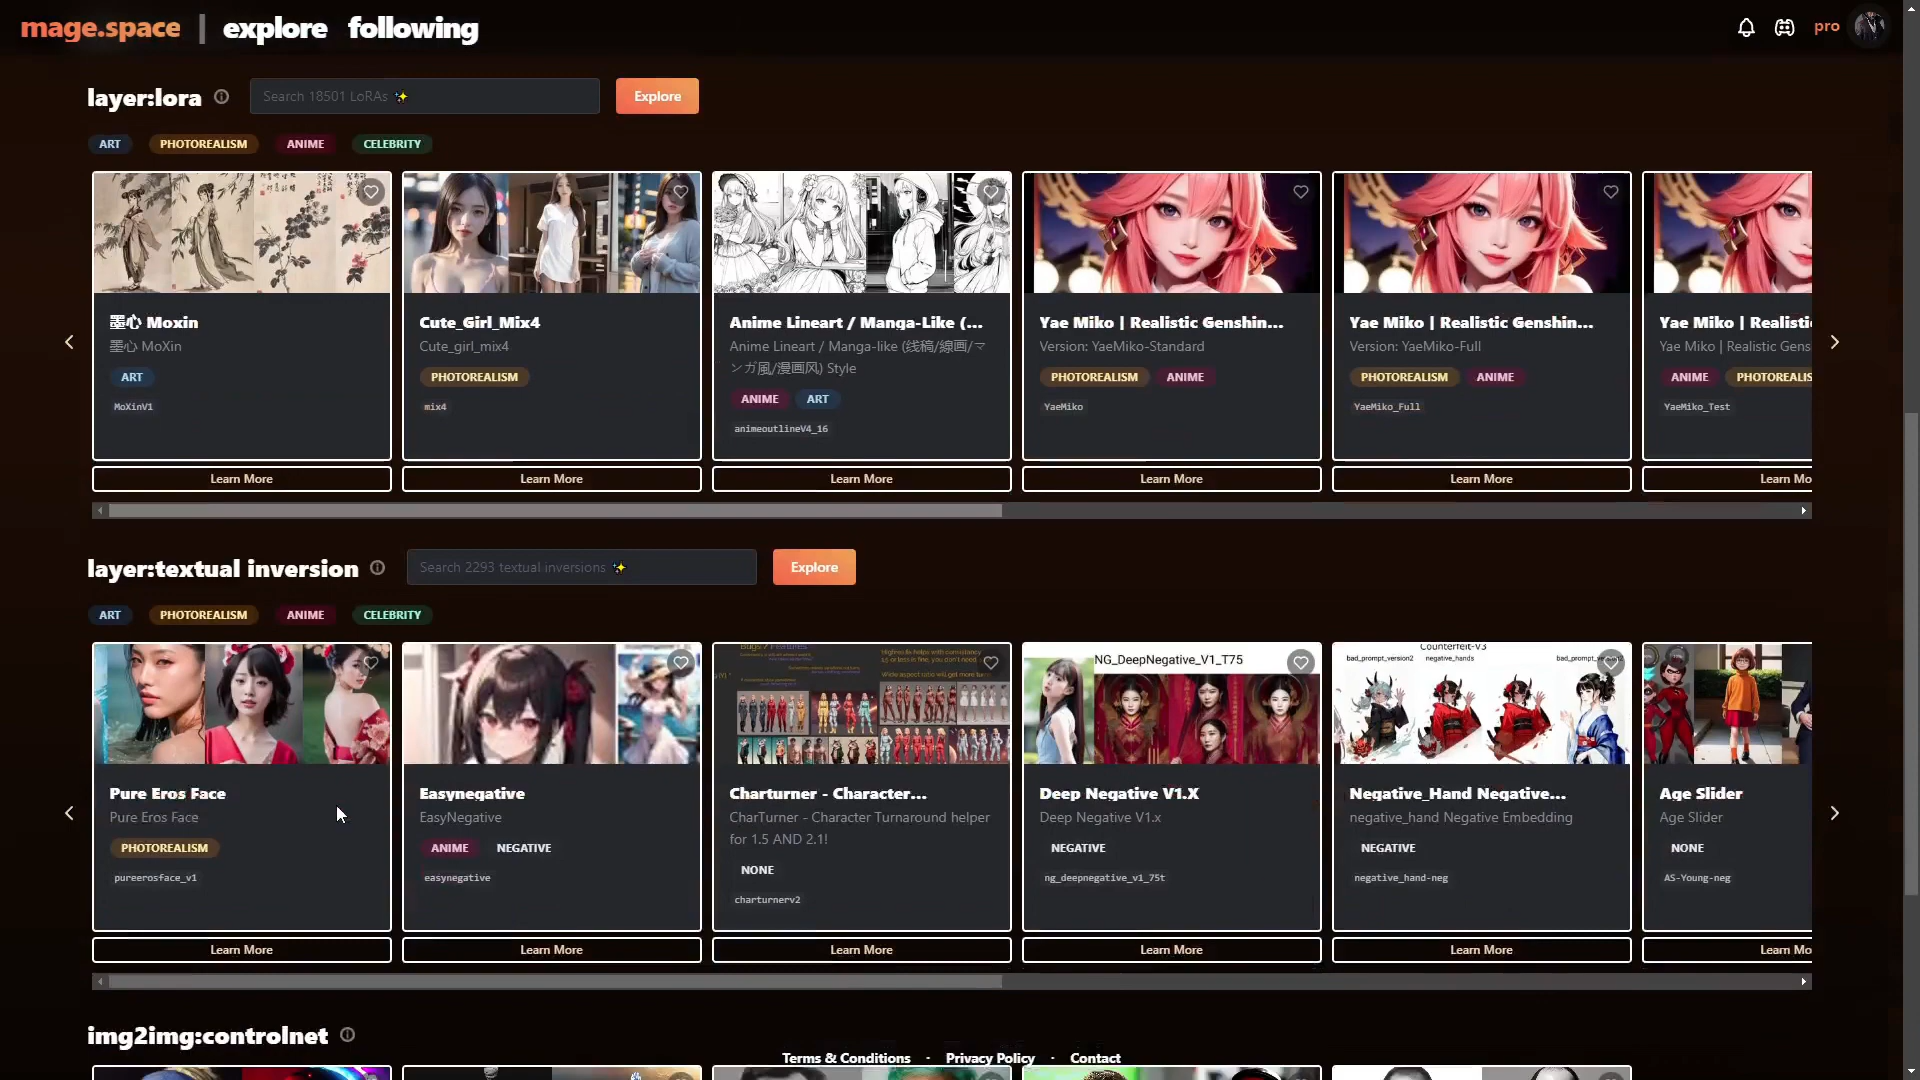 mage.space | explore following
pro
layer:lora
Search 18501 LoRAs ✨
Explore
ART PHOTOREALISM ANIME CELEBRITY
墨心 Moxin
墨心 MoXin
ART
MoXinV1
Learn More
Cute_Girl_Mix4
Cute_girl_mix4
PHOTOREALISM
mix4
Learn More
Anime Lineart / Manga-Like (...
Anime Lineart / Manga-like (线稿/線画/マ
ンガ風/漫画风) Style
ANIME ART
animeoutlineV4_16
Learn More
Yae Miko | Realistic Genshin...
Version: YaeMiko-Standard
PHOTOREALISM ANIME
YaeMiko
Learn More
Yae Miko | Realistic Genshin...
Version: YaeMiko-Full
PHOTOREALISM ANIME
YaeMiko_Full
Learn More
Yae Miko | Realisti
Yae Miko | Realistic Gens
ANIME PHOTOREALIS
YaeMiko_Test
Learn Mo
layer:textual inversion
Search 2293 textual inversions ✨
Explore
ART PHOTOREALISM ANIME CELEBRITY
Pure Eros Face
Pure Eros Face
PHOTOREALISM
pureerosface_v1
Learn More
Easynegative
EasyNegative
ANIME NEGATIVE
easynegative
Learn More
Bugs / Features
Charturner - Character...
CharTurner - Character Turnaround helper
for 1.5 AND 2.1!
NONE
charturnerv2
Learn More
NG_DeepNegative_V1_T75
Deep Negative V1.X
Deep Negative V1.x
NEGATIVE
ng_deepnegative_v1_75t
Learn More
Counterfeit-V3
bad_prompt_version2 negative_hands bad_prompt_version2
Negative_Hand Negative...
negative_hand Negative Embedding
NEGATIVE
negative_hand-neg
Learn More
Age Slider
Age Slider
NONE
AS-Young-neg
Learn Mo
img2img:controlnet
Terms & Conditions · Privacy Policy · Contact